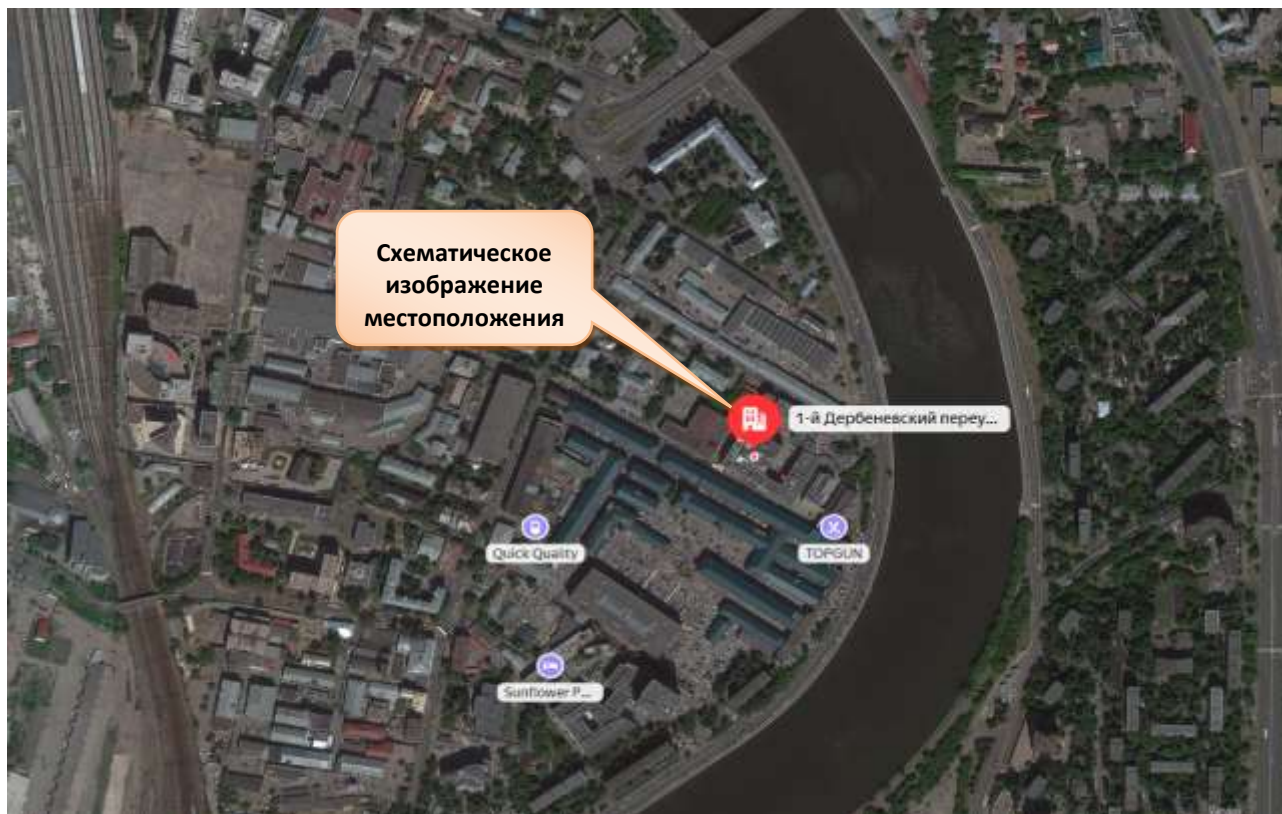 Схематическое
изображение
местоположения
1-й Дербеневский переу...
Quick Quality
TOPGUN
Sunflower P...